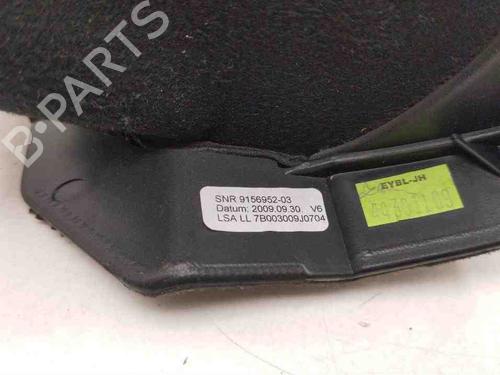 B-PARTS
SNR 9156952-03
Datum: 2009.09.30 V6
LSA LL 7B003009J0704
EYBL-JH